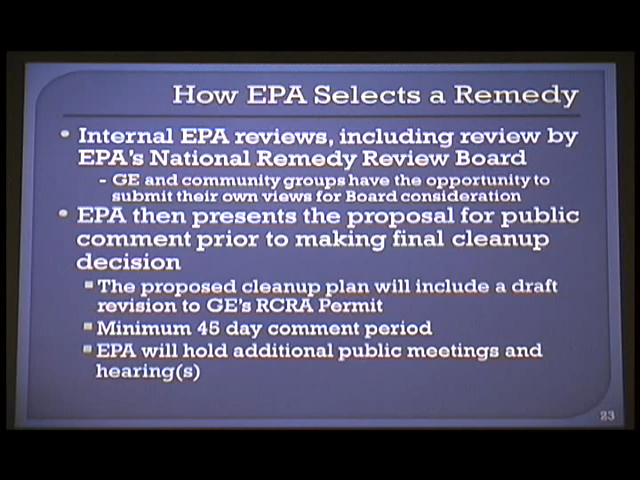 How EPA Selects a Remedy
• Internal EPA reviews, including review by
EPA's National Remedy Review Board
- GE and community groups have the opportunity to
submit their own views for Board consideration
• EPA then presents the proposal for public
comment prior to making final cleanup
decision
▪ The proposed cleanup plan will include a draft
revision to GE's RCRA Permit
▪ Minimum 45 day comment period
▪ EPA will hold additional public meetings and
hearing(s)
23